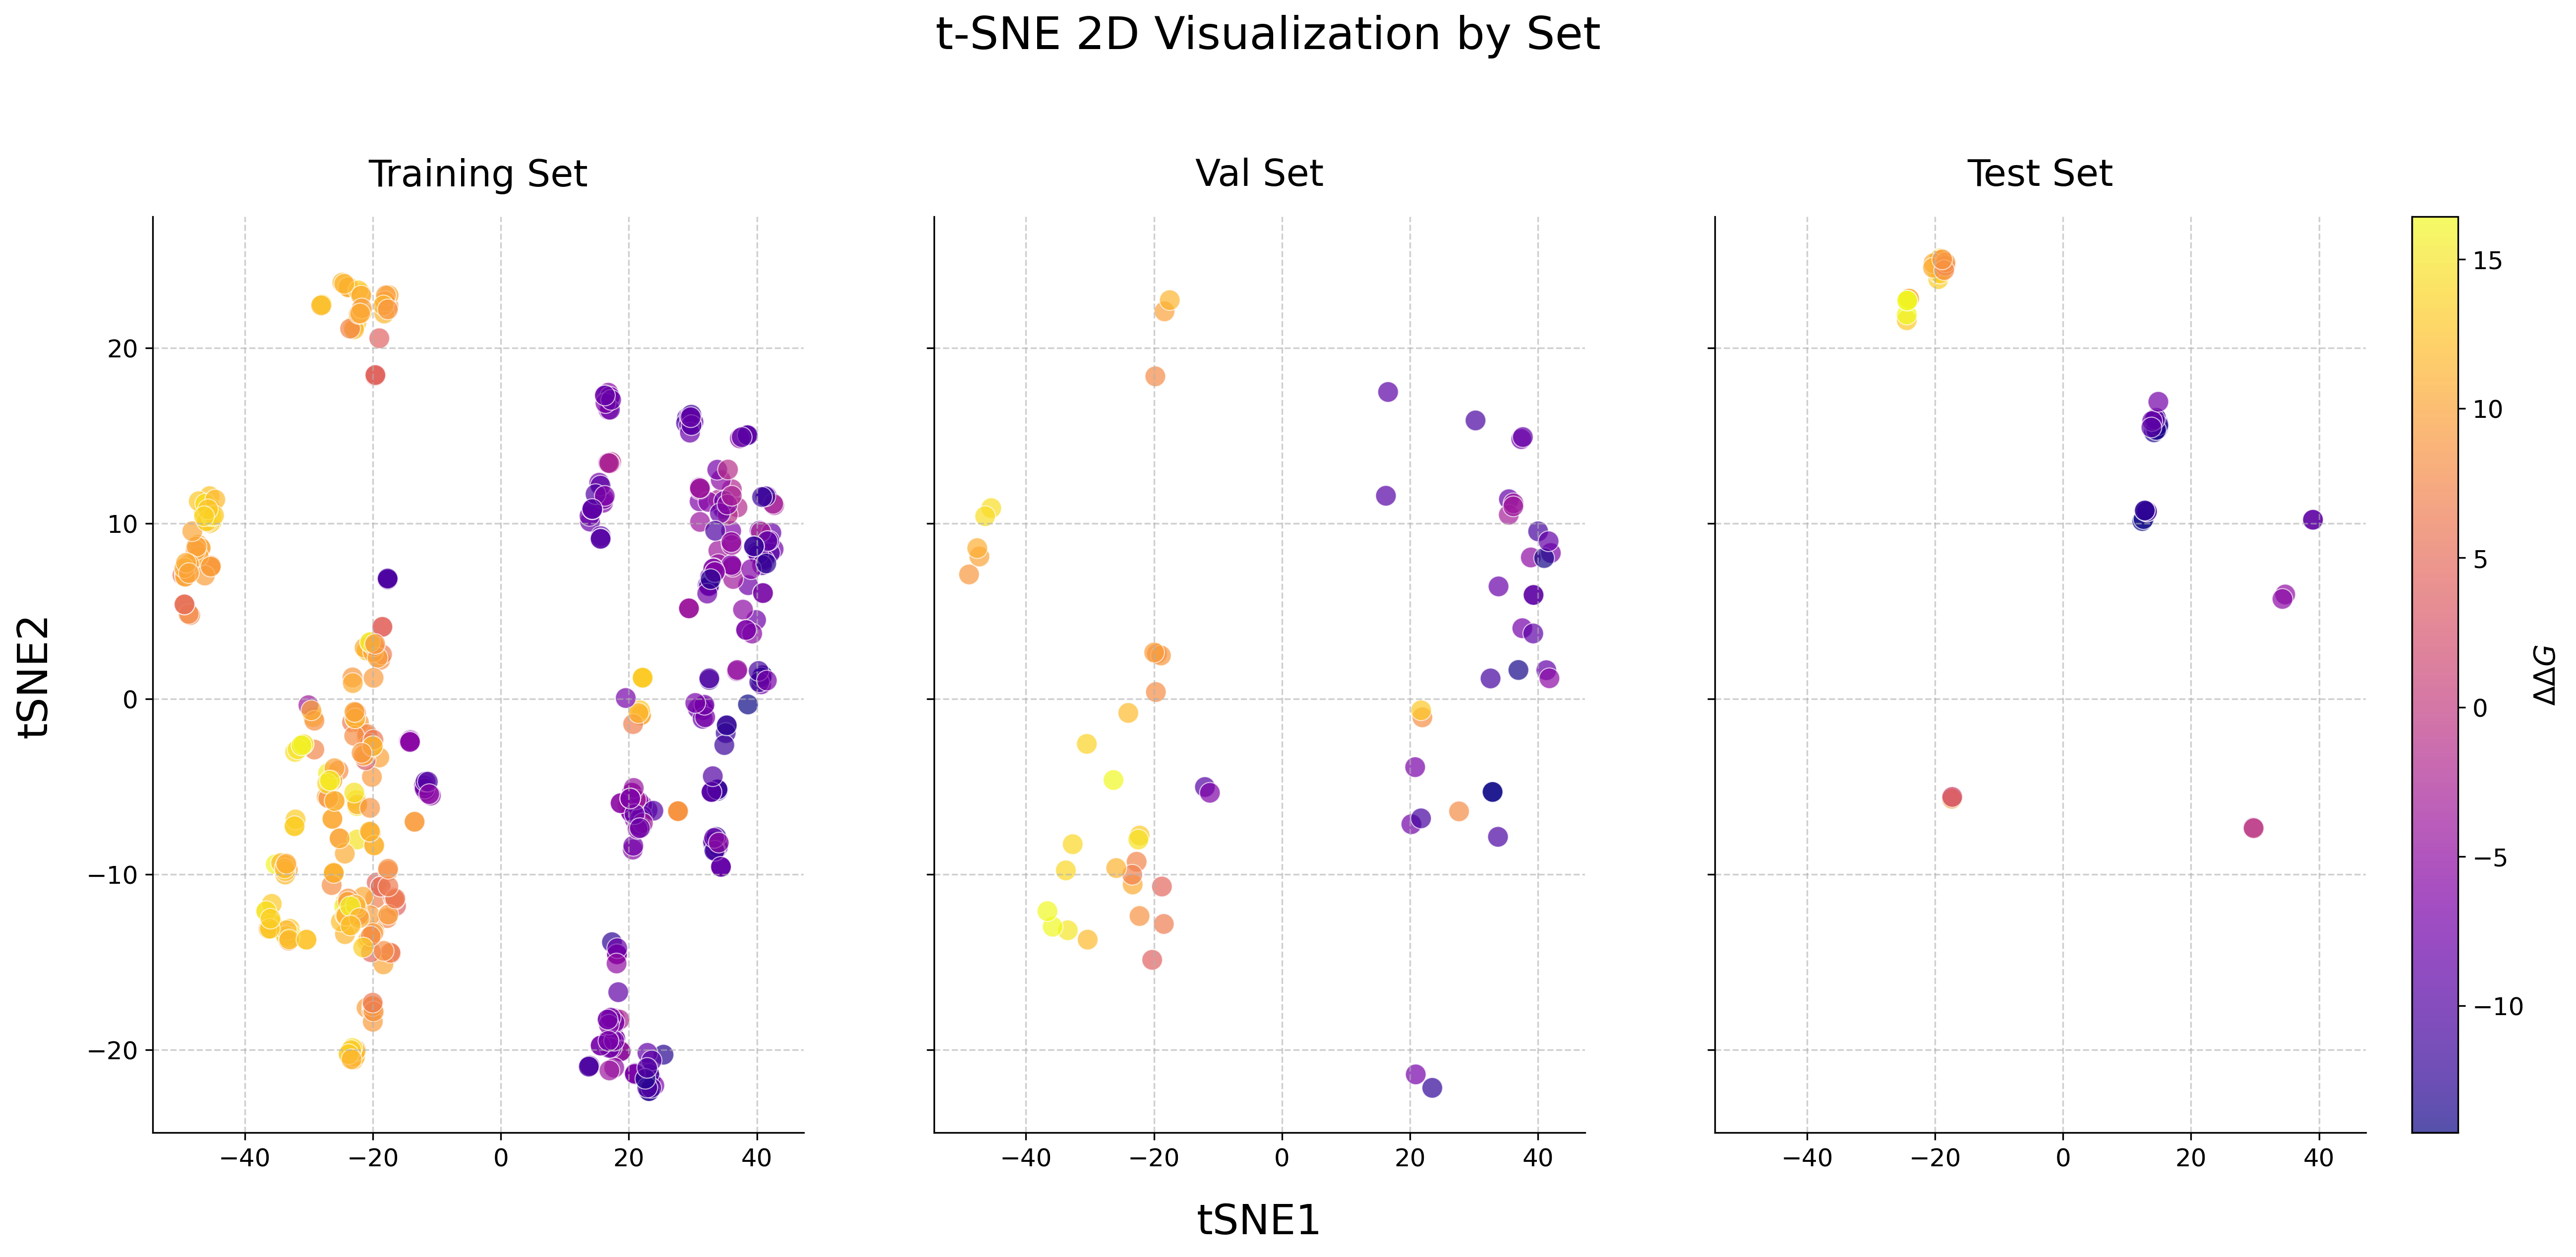 t-SNE 2D Visualization by Set
Training Set
Val Set
Test Set
tSNE2
20
10
0
−10
−20
−40 −20 0 20 40
−40 −20 0 20 40
−40 −20 0 20 40
tSNE1
15
10
5
0
−5
−10
ΔΔG